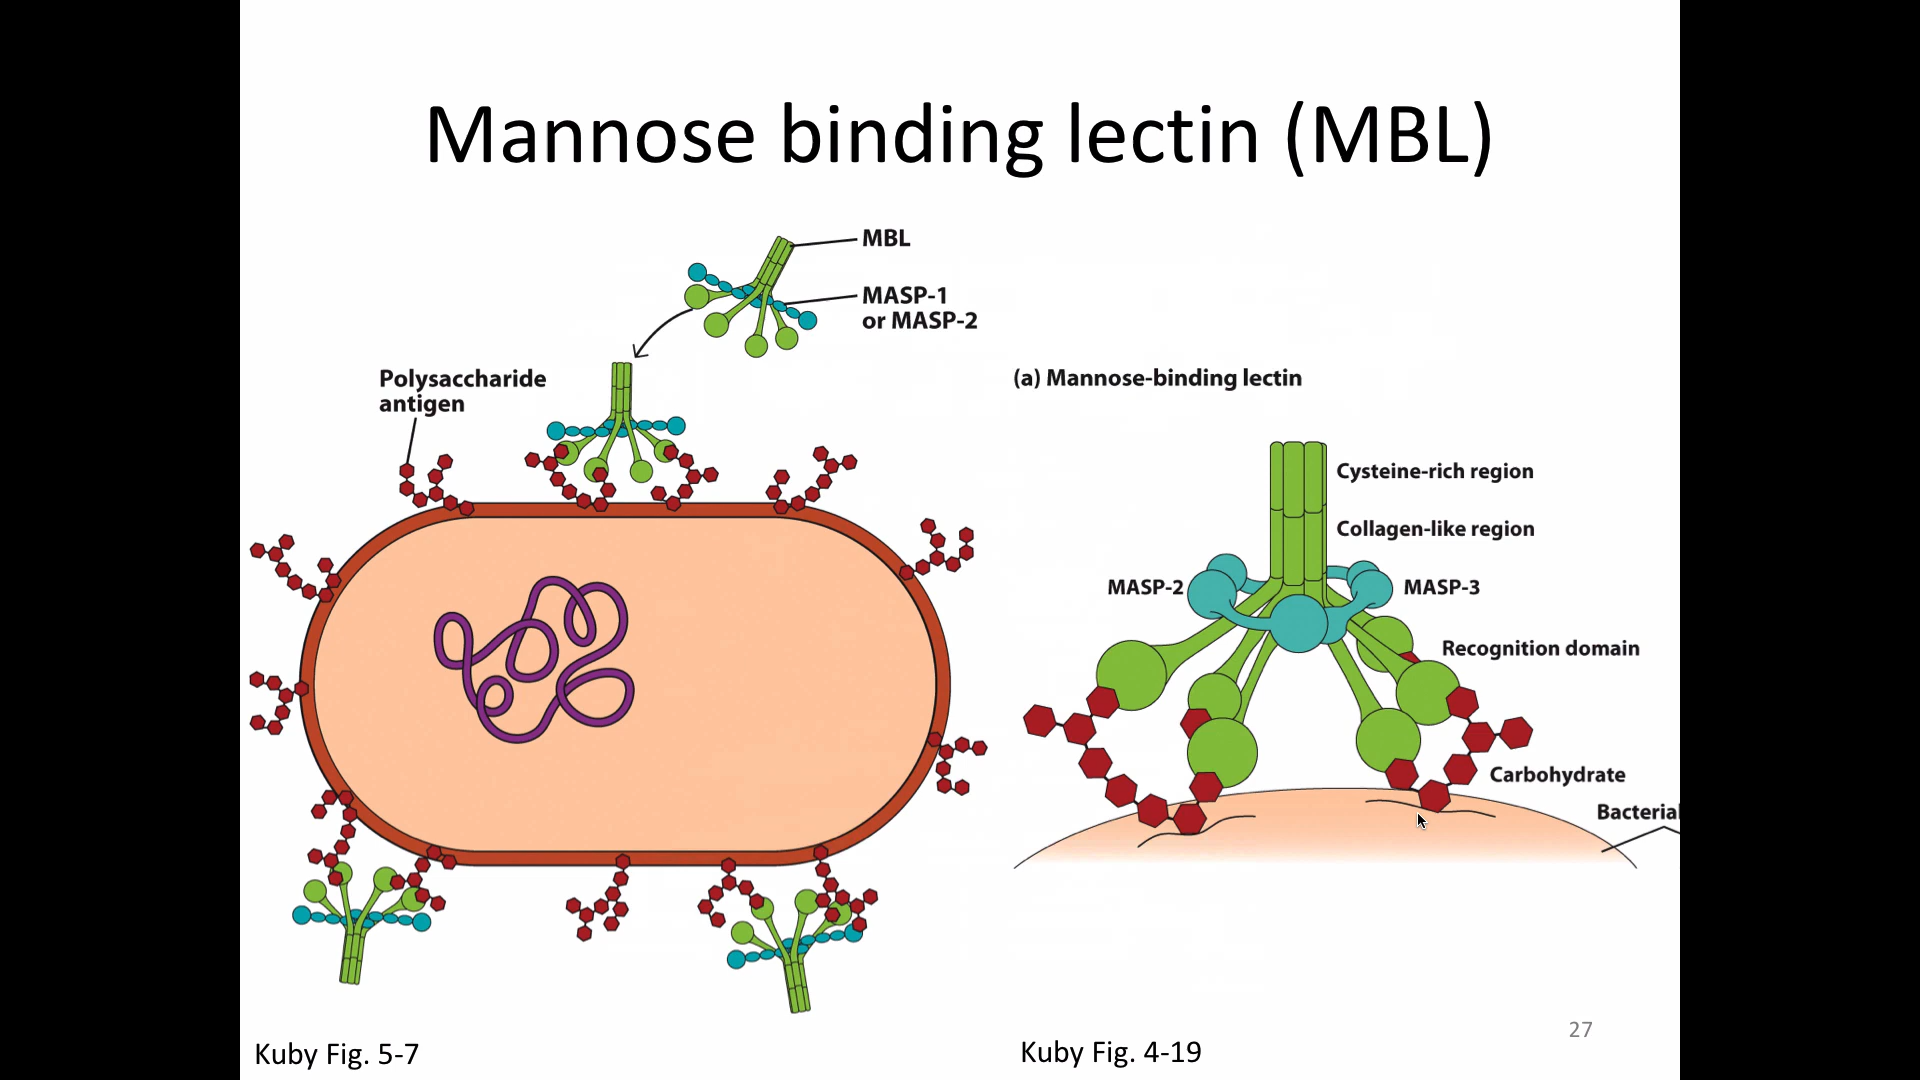 Mannose binding lectin (MBL)
MBL
MASP-1
or MASP-2
Polysaccharide
antigen
(a) Mannose-binding lectin
Cysteine-rich region
Collagen-like region
MASP-2
MASP-3
Recognition domain
Carbohydrate
Bacterial
27
Kuby Fig. 5-7
Kuby Fig. 4-19